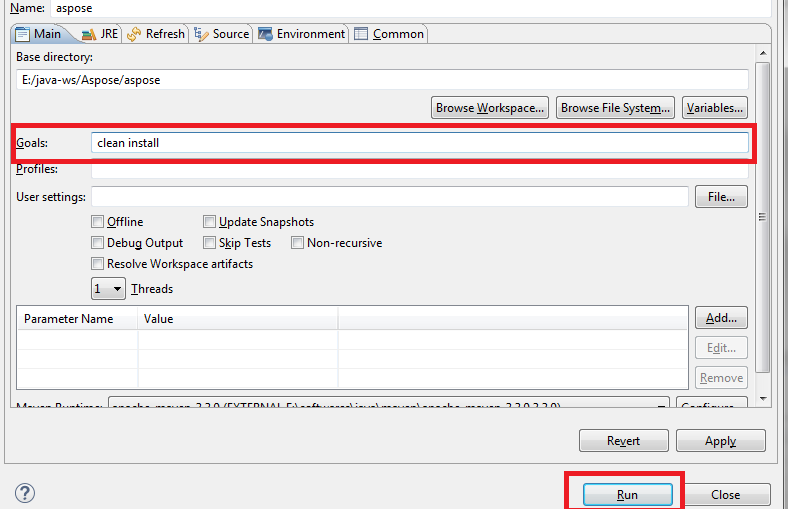 Name: aspose
Main JRE Refresh Source Environment Common
Base directory:
E:/java-ws/Aspose/aspose
Browse Workspace... Browse File System... Variables...
Goals: clean install
Profiles:
User settings: File...
Offline Update Snapshots
Debug Output Skip Tests Non-recursive
Resolve Workspace artifacts
1 Threads
Parameter Name Value
Add...
Edit...
Remove
Maven Runtime: Configure...
Revert Apply
? Run Close